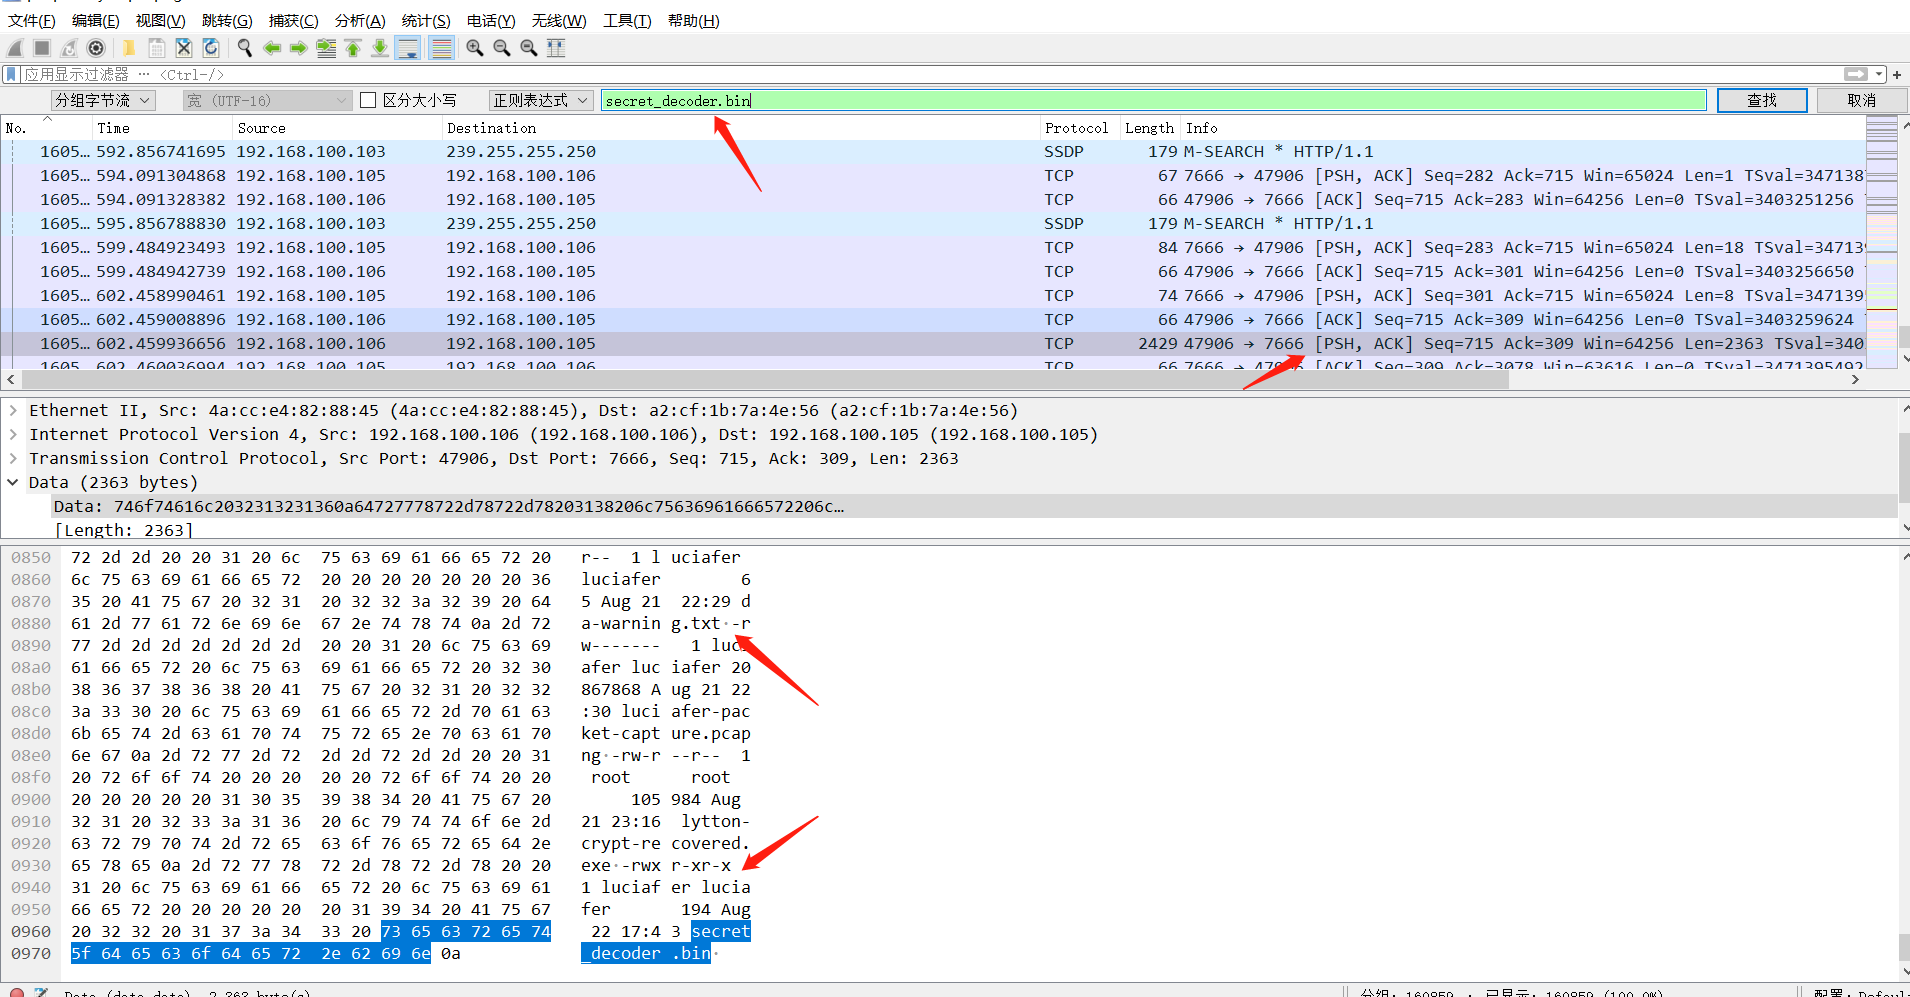 文件(F) 编辑(E) 视图(V) 跳转(G) 捕获(C) 分析(A) 统计(S) 电话(Y) 无线(W) 工具(T) 帮助(H)
应用显示过滤器 … <Ctrl-/>
分组字节流 宽 (UTF-16) 区分大小写 正则表达式 secret_decoder.bin 查找 取消
No. Time Source Destination Protocol Length Info
1605… 592.856741695 192.168.100.103 239.255.255.250 SSDP 179 M-SEARCH * HTTP/1.1
1605… 594.091304868 192.168.100.105 192.168.100.106 TCP 67 7666 → 47906 [PSH, ACK] Seq=282 Ack=715 Win=65024 Len=1 TSval=347138
1605… 594.091328382 192.168.100.106 192.168.100.105 TCP 66 47906 → 7666 [ACK] Seq=715 Ack=283 Win=64256 Len=0 TSval=3403251256
1605… 595.856788830 192.168.100.103 239.255.255.250 SSDP 179 M-SEARCH * HTTP/1.1
1605… 599.484923493 192.168.100.105 192.168.100.106 TCP 84 7666 → 47906 [PSH, ACK] Seq=283 Ack=715 Win=65024 Len=18 TSval=34713
1605… 599.484942739 192.168.100.106 192.168.100.105 TCP 66 47906 → 7666 [ACK] Seq=715 Ack=301 Win=64256 Len=0 TSval=3403256650
1605… 602.458990461 192.168.100.105 192.168.100.106 TCP 74 7666 → 47906 [PSH, ACK] Seq=301 Ack=715 Win=65024 Len=8 TSval=347139
1605… 602.459008896 192.168.100.106 192.168.100.105 TCP 66 47906 → 7666 [ACK] Seq=715 Ack=309 Win=64256 Len=0 TSval=3403259624
1605… 602.459936656 192.168.100.106 192.168.100.105 TCP 2429 47906 → 7666 [PSH, ACK] Seq=715 Ack=309 Win=64256 Len=2363 TSval=340
1605… 602.460036994 192.168.100.105 192.168.100.106 TCP 66 7666 → 47906 [ACK] Seq=309 Ack=3078 Win=63616 Len=0 TSval=3471395492
Ethernet II, Src: 4a:cc:e4:82:88:45 (4a:cc:e4:82:88:45), Dst: a2:cf:1b:7a:4e:56 (a2:cf:1b:7a:4e:56)
Internet Protocol Version 4, Src: 192.168.100.106 (192.168.100.106), Dst: 192.168.100.105 (192.168.100.105)
Transmission Control Protocol, Src Port: 47906, Dst Port: 7666, Seq: 715, Ack: 309, Len: 2363
Data (2363 bytes)
Data: 746f74616c2032313231360a64727778722d78722d78203138206c75636961666572206c…
[Length: 2363]
0850 72 2d 2d 20 20 31 20 6c 75 63 69 61 66 65 72 20 r-- 1 l uciafer
0860 6c 75 63 69 61 66 65 72 20 20 20 20 20 20 20 36 luciafer 6
0870 35 20 41 75 67 20 32 31 20 32 32 3a 32 39 20 64 5 Aug 21 22:29 d
0880 61 2d 77 61 72 6e 69 6e 67 2e 74 78 74 0a 2d 72 a-warnin g.txt·-r
0890 77 2d 2d 2d 2d 2d 2d 2d 20 20 31 20 6c 75 63 69 w------- 1 luci
08a0 61 66 65 72 20 6c 75 63 69 61 66 65 72 20 32 30 afer luc iafer 20
08b0 38 36 37 38 36 38 20 41 75 67 20 32 31 20 32 32 867868 A ug 21 22
08c0 3a 33 30 20 6c 75 63 69 61 66 65 72 2d 70 61 63 :30 luci afer-pac
08d0 6b 65 74 2d 63 61 70 74 75 72 65 2e 70 63 61 70 ket-capt ure.pcap
08e0 6e 67 0a 2d 72 77 2d 72 2d 2d 72 2d 2d 20 20 31 ng·-rw-r --r-- 1
08f0 20 72 6f 6f 74 20 20 20 20 20 72 6f 6f 74 20 20 root root
0900 20 20 20 20 20 31 30 35 39 38 34 20 41 75 67 20 105 984 Aug
0910 32 31 20 32 33 3a 31 36 20 6c 79 74 74 6f 6e 2d 21 23:16 lytton-
0920 63 72 79 70 74 2d 72 65 63 6f 76 65 72 65 64 2e crypt-re covered.
0930 65 78 65 0a 2d 72 77 78 72 2d 78 72 2d 78 20 20 exe·-rwx r-xr-x
0940 31 20 6c 75 63 69 61 66 65 72 20 6c 75 63 69 61 1 luciaf er lucia
0950 66 65 72 20 20 20 20 20 20 31 39 34 20 41 75 67 fer 194 Aug
0960 20 32 32 20 31 37 3a 34 33 20 73 65 63 72 65 74 22 17:4 3 secret
0970 5f 64 65 63 6f 64 65 72 2e 62 69 6e 0a _decoder .bin·
Data (data.data), 2,363 byte(s) 分组: 160859 · 已显示: 160859 (100.0%) 配置: Defaul